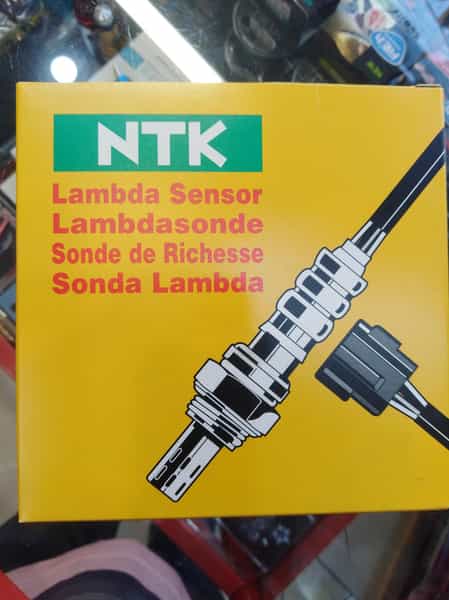 NTK
Lambda Sensor
Lambdasonde
Sonde de Richesse
Sonda Lambda